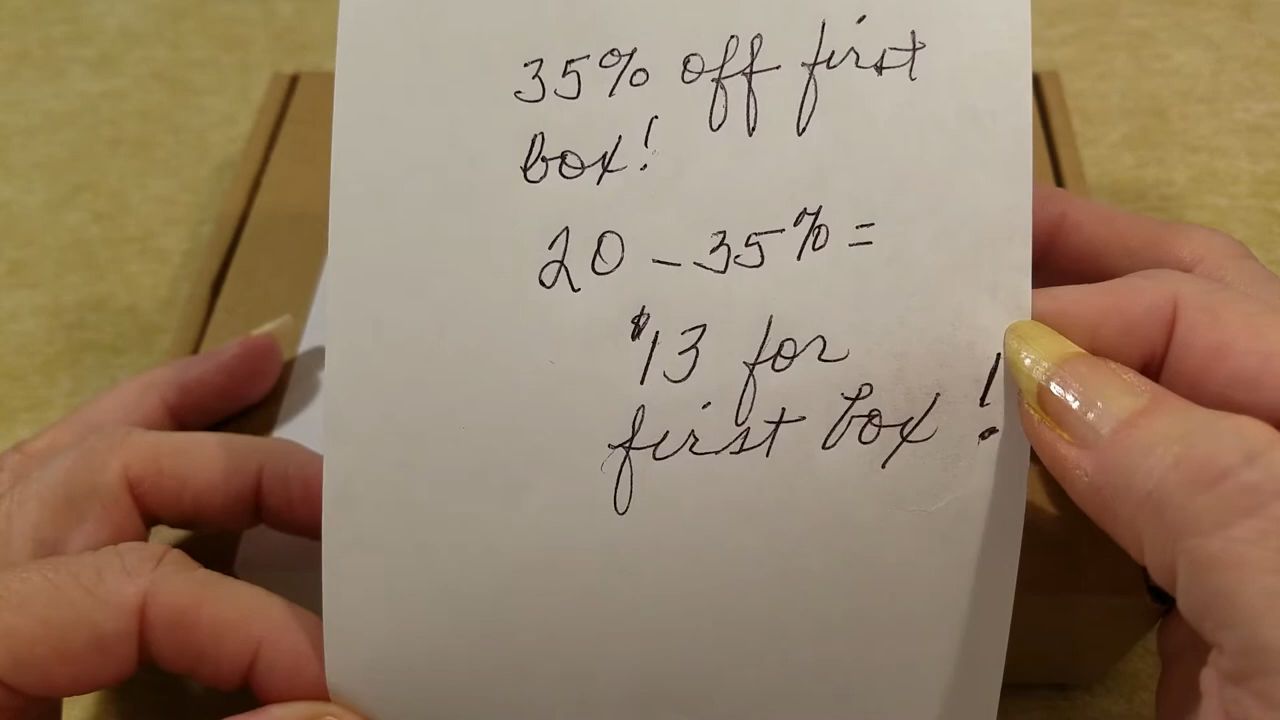 35% off first
box!
20 - 35% =
$13 for
first box!